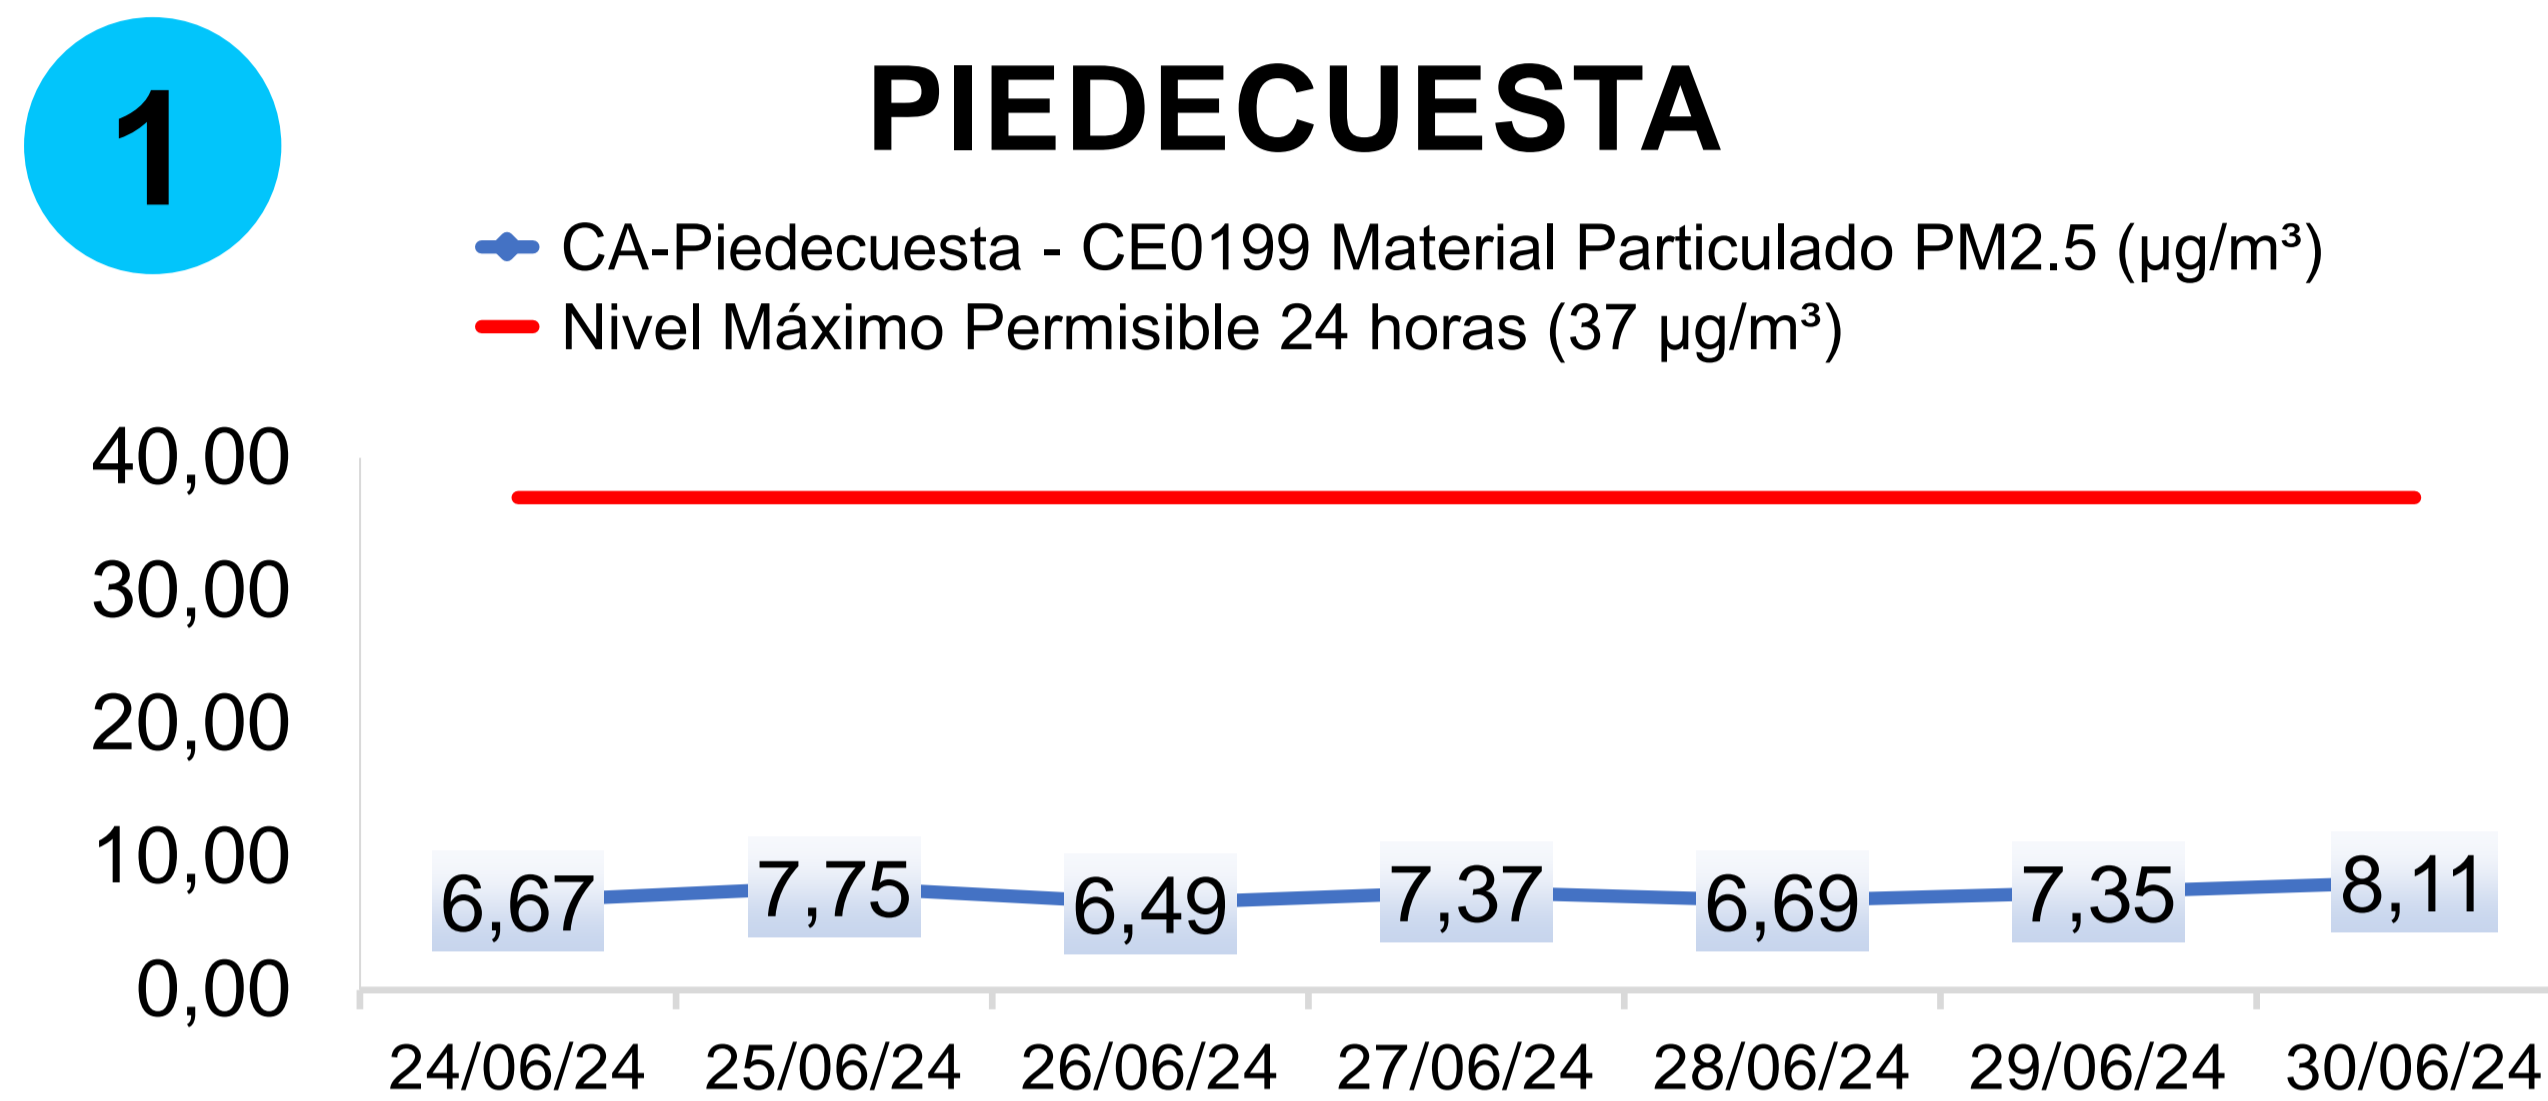 1
PIEDECUESTA
CA-Piedecuesta - CE0199 Material Particulado PM2.5 (µg/m³)
Nivel Máximo Permisible 24 horas (37 µg/m³)
40,00
30,00
20,00
10,00
0,00
6,67 7,75 6,49 7,37 6,69 7,35 8,11
24/06/24 25/06/24 26/06/24 27/06/24 28/06/24 29/06/24 30/06/24